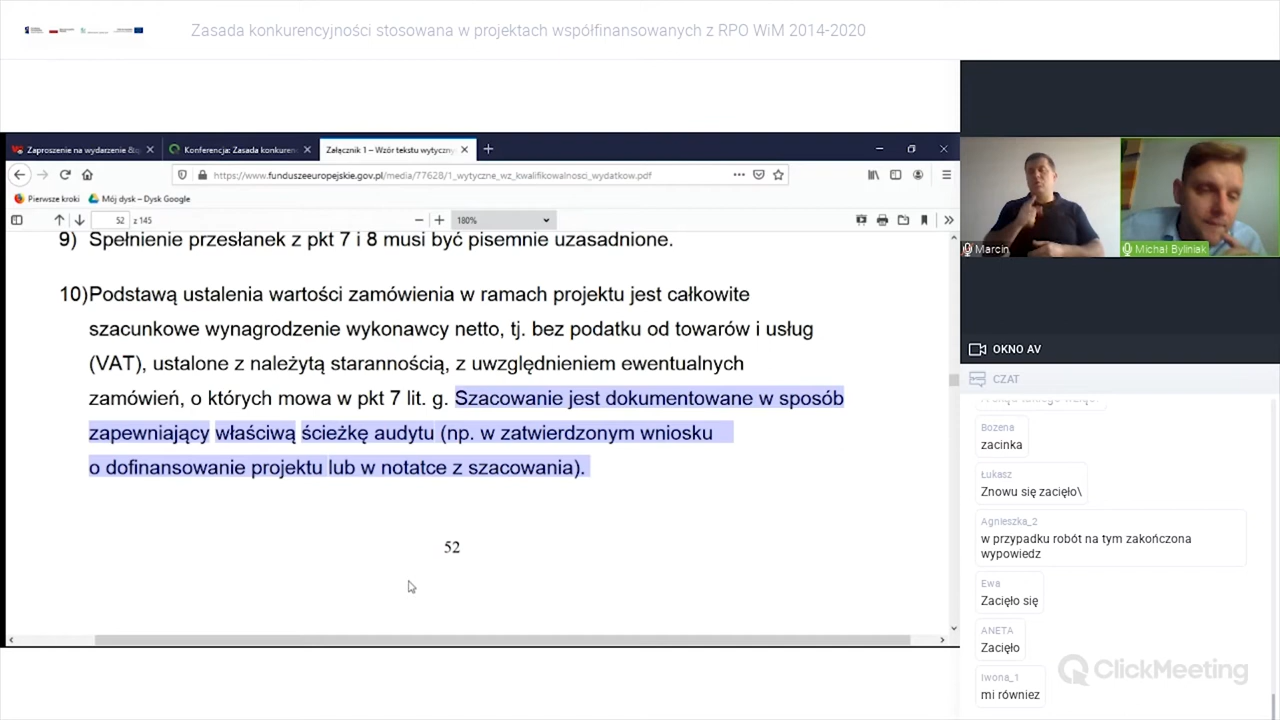 Zasada konkurencyjności stosowana w projektach współfinansowanych z RPO WiM 2014-2020
Zaproszenie na wydarzenie
Konferencja: Zasada konkuren
Załącznik 1 – Wzór tekstu wytyczn
https://www.funduszeeuropejskie.gov.pl/media/77628/1_wytyczne_wz_kwalifikowalnosci_wydatkow.pdf
Pierwsze kroki
Mój dysk – Dysk Google
52 z 145
180%
9) Spełnienie przesłanek z pkt 7 i 8 musi być pisemnie uzasadnione.
10)Podstawą ustalenia wartości zamówienia w ramach projektu jest całkowite
szacunkowe wynagrodzenie wykonawcy netto, tj. bez podatku od towarów i usług
(VAT), ustalone z należytą starannością, z uwzględnieniem ewentualnych
zamówień, o których mowa w pkt 7 lit. g. Szacowanie jest dokumentowane w sposób
zapewniający właściwą ścieżkę audytu (np. w zatwierdzonym wniosku
o dofinansowanie projektu lub w notatce z szacowania).
52
Marcin
Michał Byliniak
OKNO AV
CZAT
Bozena
zacinka
Łukasz
Znowu się zacięło\
Agnieszka_2
w przypadku robót na tym zakończona
wypowiedz
Ewa
Zacięło się
ANETA
Zacięło
Iwona_1
mi równiez
ClickMeeting